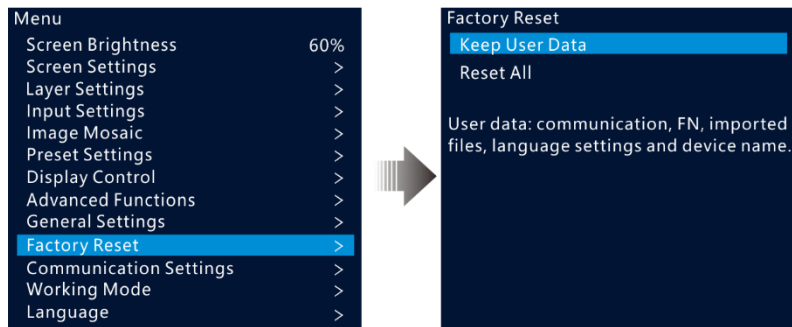 Menu
Screen Brightness 60%
Screen Settings >
Layer Settings >
Input Settings >
Image Mosaic >
Preset Settings >
Display Control >
Advanced Functions >
General Settings >
Factory Reset >
Communication Settings >
Working Mode >
Language >
Factory Reset
Keep User Data
Reset All
User data: communication, FN, imported
files, language settings and device name.